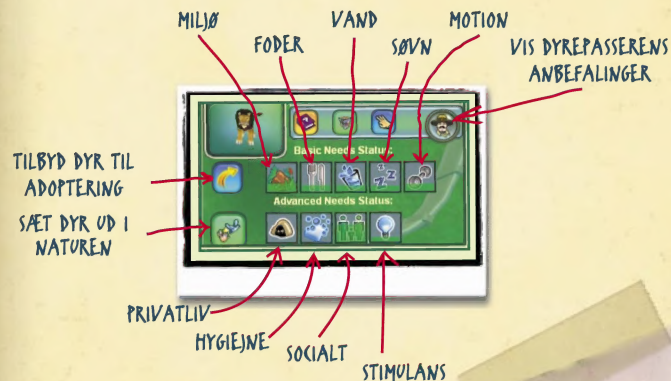 MILJØ
FODER
VAND
SØVN
MOTION
VIS DYREPASSERENS
ANBEFALINGER
Basic Needs Status:
TILBYD DYR TIL
ADOPTERING
Advanced Needs Status:
SÆT DYR UD I
NATUREN
PRIVATLIV
HYGIEJNE
SOCIALT
STIMULANS